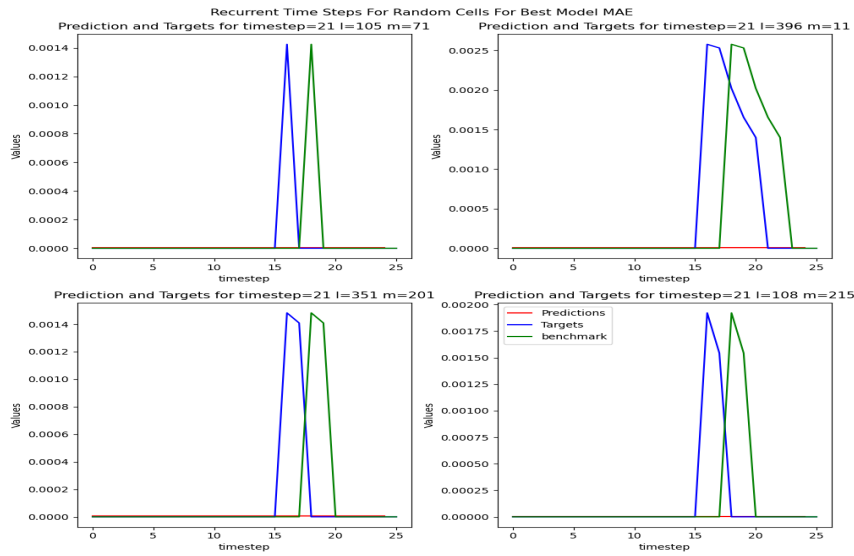 Recurrent Time Steps For Random Cells For Best Model MAE
Prediction and Targets for timestep=21 l=105 m=71
0.0014
0.0012
0.0010
0.0008
0.0006
0.0004
0.0002
0.0000
Values
0 5 10 15 20 25
timestep
Prediction and Targets for timestep=21 l=396 m=11
0.0025
0.0020
0.0015
0.0010
0.0005
0.0000
Values
0 5 10 15 20 25
timestep
Prediction and Targets for timestep=21 l=351 m=201
0.0014
0.0012
0.0010
0.0008
0.0006
0.0004
0.0002
0.0000
Values
0 5 10 15 20 25
timestep
Prediction and Targets for timestep=21 l=108 m=215
0.00200
0.00175
0.00150
0.00125
0.00100
0.00075
0.00050
0.00025
0.00000
Values
Predictions
Targets
benchmark
0 5 10 15 20 25
timestep